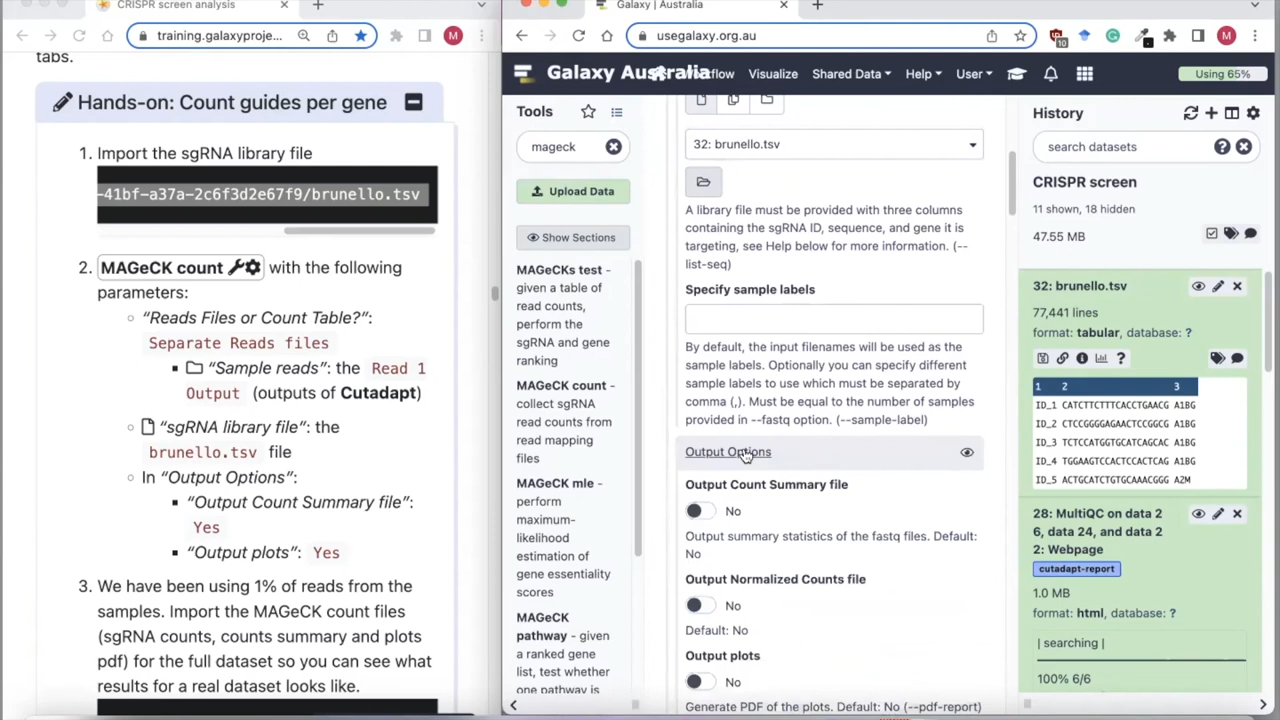 CRISPR screen analysis
training.galaxyproje...
M
tabs.
Hands-on: Count guides per gene
1. Import the sgRNA library file
-41bf-a37a-2c6f3d2e67f9/brunello.tsv
2. MAGeCK count with the following
parameters:
"Reads Files or Count Table?":
Separate Reads files
"Sample reads": the Read 1
Output (outputs of Cutadapt)
"sgRNA library file": the
brunello.tsv file
In "Output Options":
"Output Count Summary file":
Yes
"Output plots": Yes
3. We have been using 1% of reads from the
samples. Import the MAGeCK count files
(sgRNA counts, counts summary and plots
pdf) for the full dataset so you can see what
results for a real dataset looks like.
Galaxy | Australia
usegalaxy.org.au
10
M
Galaxy Australia
Workflow Visualize Shared Data Help User
Using 65%
Tools
mageck
Upload Data
Show Sections
MAGeCKs test -
given a table of
read counts,
perform the
sgRNA and gene
ranking
MAGeCK count -
collect sgRNA
read counts from
read mapping
files
MAGeCK mle -
perform
maximum-
likelihood
estimation of
gene essentiality
scores
MAGeCK
pathway - given
a ranked gene
list, test whether
one pathway is
32: brunello.tsv
A library file must be provided with three columns
containing the sgRNA ID, sequence, and gene it is
targeting, see Help below for more information. (--
list-seq)
Specify sample labels
By default, the input filenames will be used as the
sample labels. Optionally you can specify different
sample labels to use which must be separated by
comma (,). Must be equal to the number of samples
provided in --fastq option. (--sample-label)
Output Options
Output Count Summary file
No
Output summary statistics of the fastq files. Default:
No
Output Normalized Counts file
No
Default: No
Output plots
No
Generate PDF of the plots. Default: No (--pdf-report)
History
search datasets
CRISPR screen
11 shown, 18 hidden
47.55 MB
32: brunello.tsv
77,441 lines
format: tabular, database: ?
1 2 3
ID_1 CATCTTCTTTCACCTGAACG A1BG
ID_2 CTCCGGGGAGAACTCCGGCG A1BG
ID_3 TCTCCATGGTGCATCAGCAC A1BG
ID_4 TGGAAGTCCACTCCACTCAG A1BG
ID_5 ACTGCATCTGTGCAAACGGG A2M
28: MultiQC on data 2
6, data 24, and data 2
2: Webpage
cutadapt-report
1.0 MB
format: html, database: ?
| searching |
100% 6/6